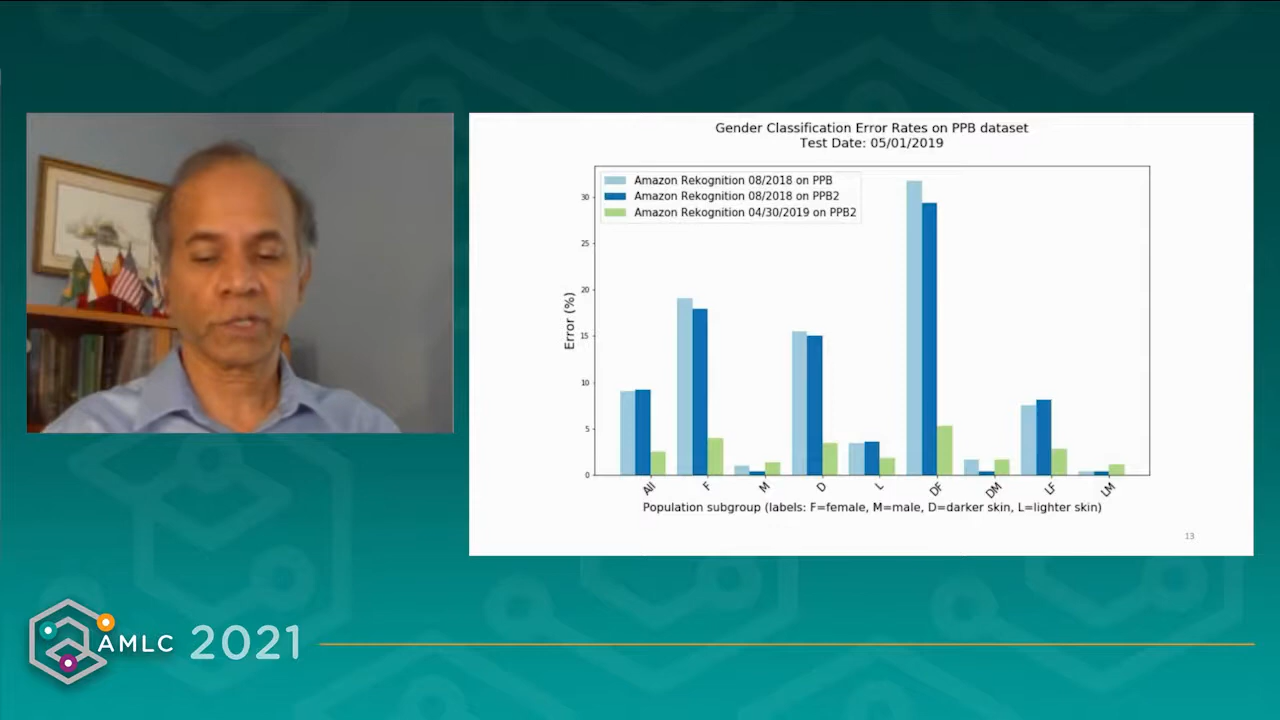 Gender Classification Error Rates on PPB dataset
Test Date: 05/01/2019
Amazon Rekognition 08/2018 on PPB
Amazon Rekognition 08/2018 on PPB2
Amazon Rekognition 04/30/2019 on PPB2
Error (%)
30
25
20
15
10
5
0
All F M D L DF DM LF LM
Population subgroup (labels: F=female, M=male, D=darker skin, L=lighter skin)
13
AMLC 2021